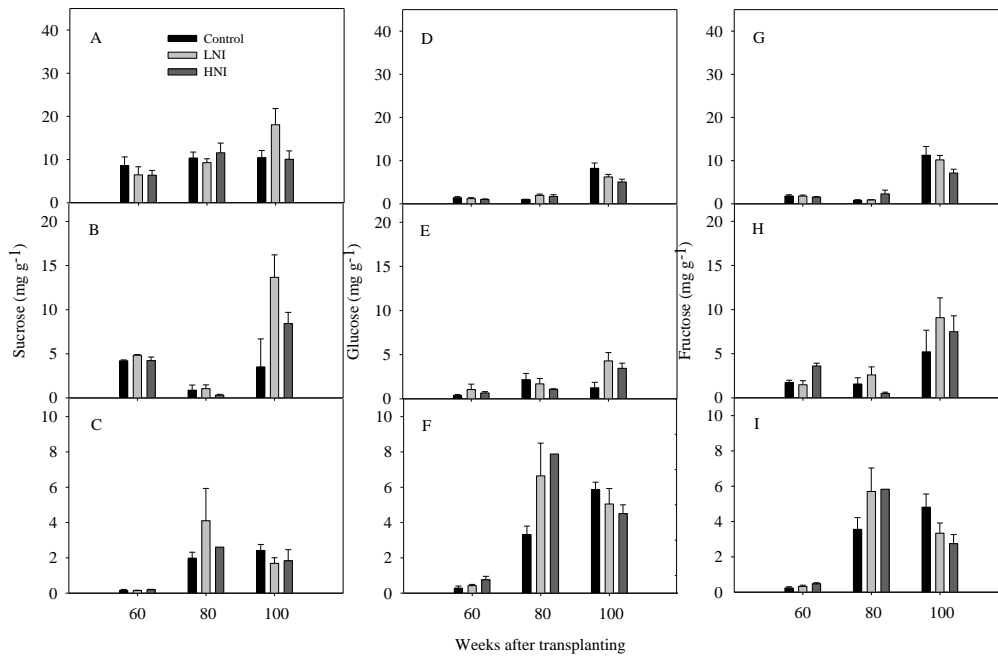 A
Control
LNI
HNI
40
30
20
10
0
D
40
30
20
10
0
G
40
30
20
10
0
B
20
15
10
5
0
E
20
15
10
5
0
H
20
15
10
5
0
Sucrose (mg g-1)
Glucose (mg g-1)
Fructose (mg g-1)
C
10
8
6
4
2
0
60 80 100
F
10
8
6
4
2
0
60 80 100
I
10
8
6
4
2
0
60 80 100
Weeks after transplanting